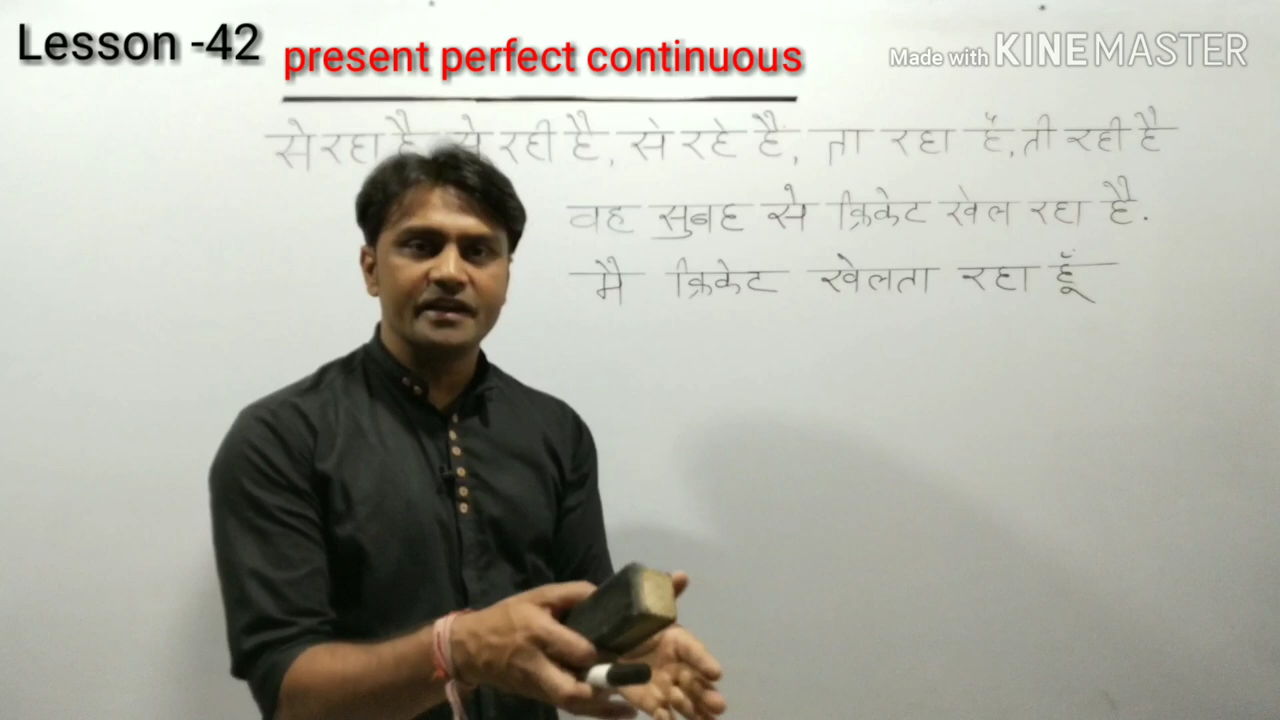 Lesson -42
present perfect continuous
Made with KINEMASTER
से रहा है, से रही है, से रहे हैं, ता रहा हूँ, ती रही है
वह सुबह से क्रिकेट खेल रहा है.
मै क्रिकेट खेलता रहा हूँ